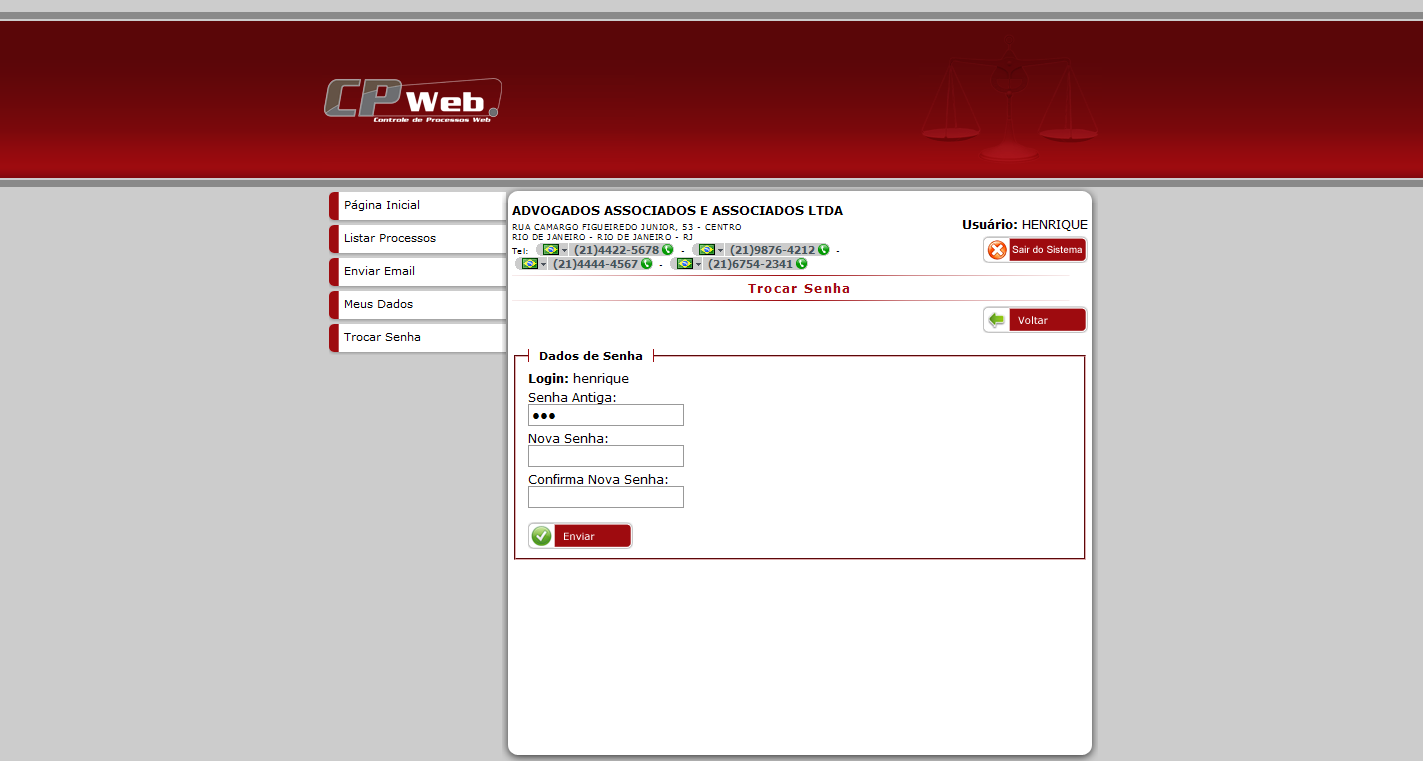 CP Web.
Controle de Processos Web
Página Inicial
Listar Processos
Enviar Email
Meus Dados
Trocar Senha
ADVOGADOS ASSOCIADOS E ASSOCIADOS LTDA
RUA CAMARGO FIGUEIREDO JUNIOR, 53 - CENTRO
RIO DE JANEIRO - RIO DE JANEIRO - RJ
Tel: (21)4422-5678 - (21)9876-4212 -
(21)4444-4567 - (21)6754-2341
Usuário: HENRIQUE
Sair do Sistema
Trocar Senha
Voltar
Dados de Senha
Login: henrique
Senha Antiga:
Nova Senha:
Confirma Nova Senha:
Enviar